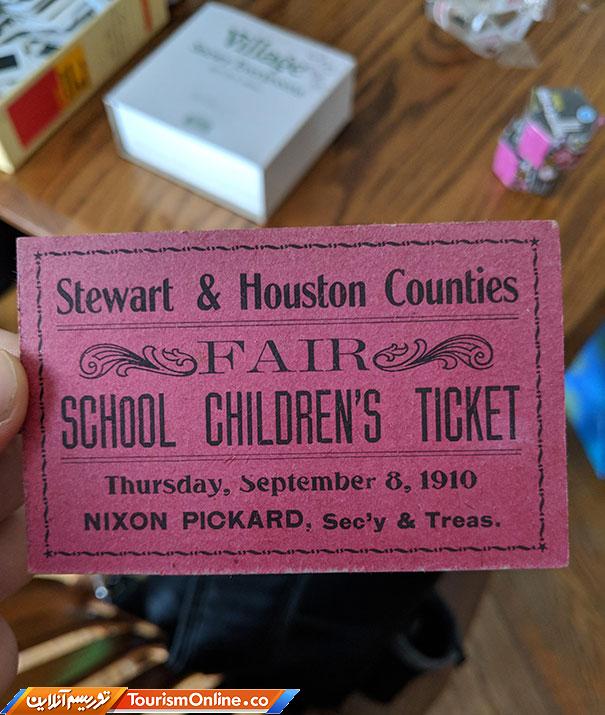 Village
Stewart & Houston Counties
FAIR
SCHOOL CHILDREN'S TICKET
Thursday, September 8, 1910
NIXON PICKARD, Sec'y & Treas.
توریسم آنلاین TourismOnline.co